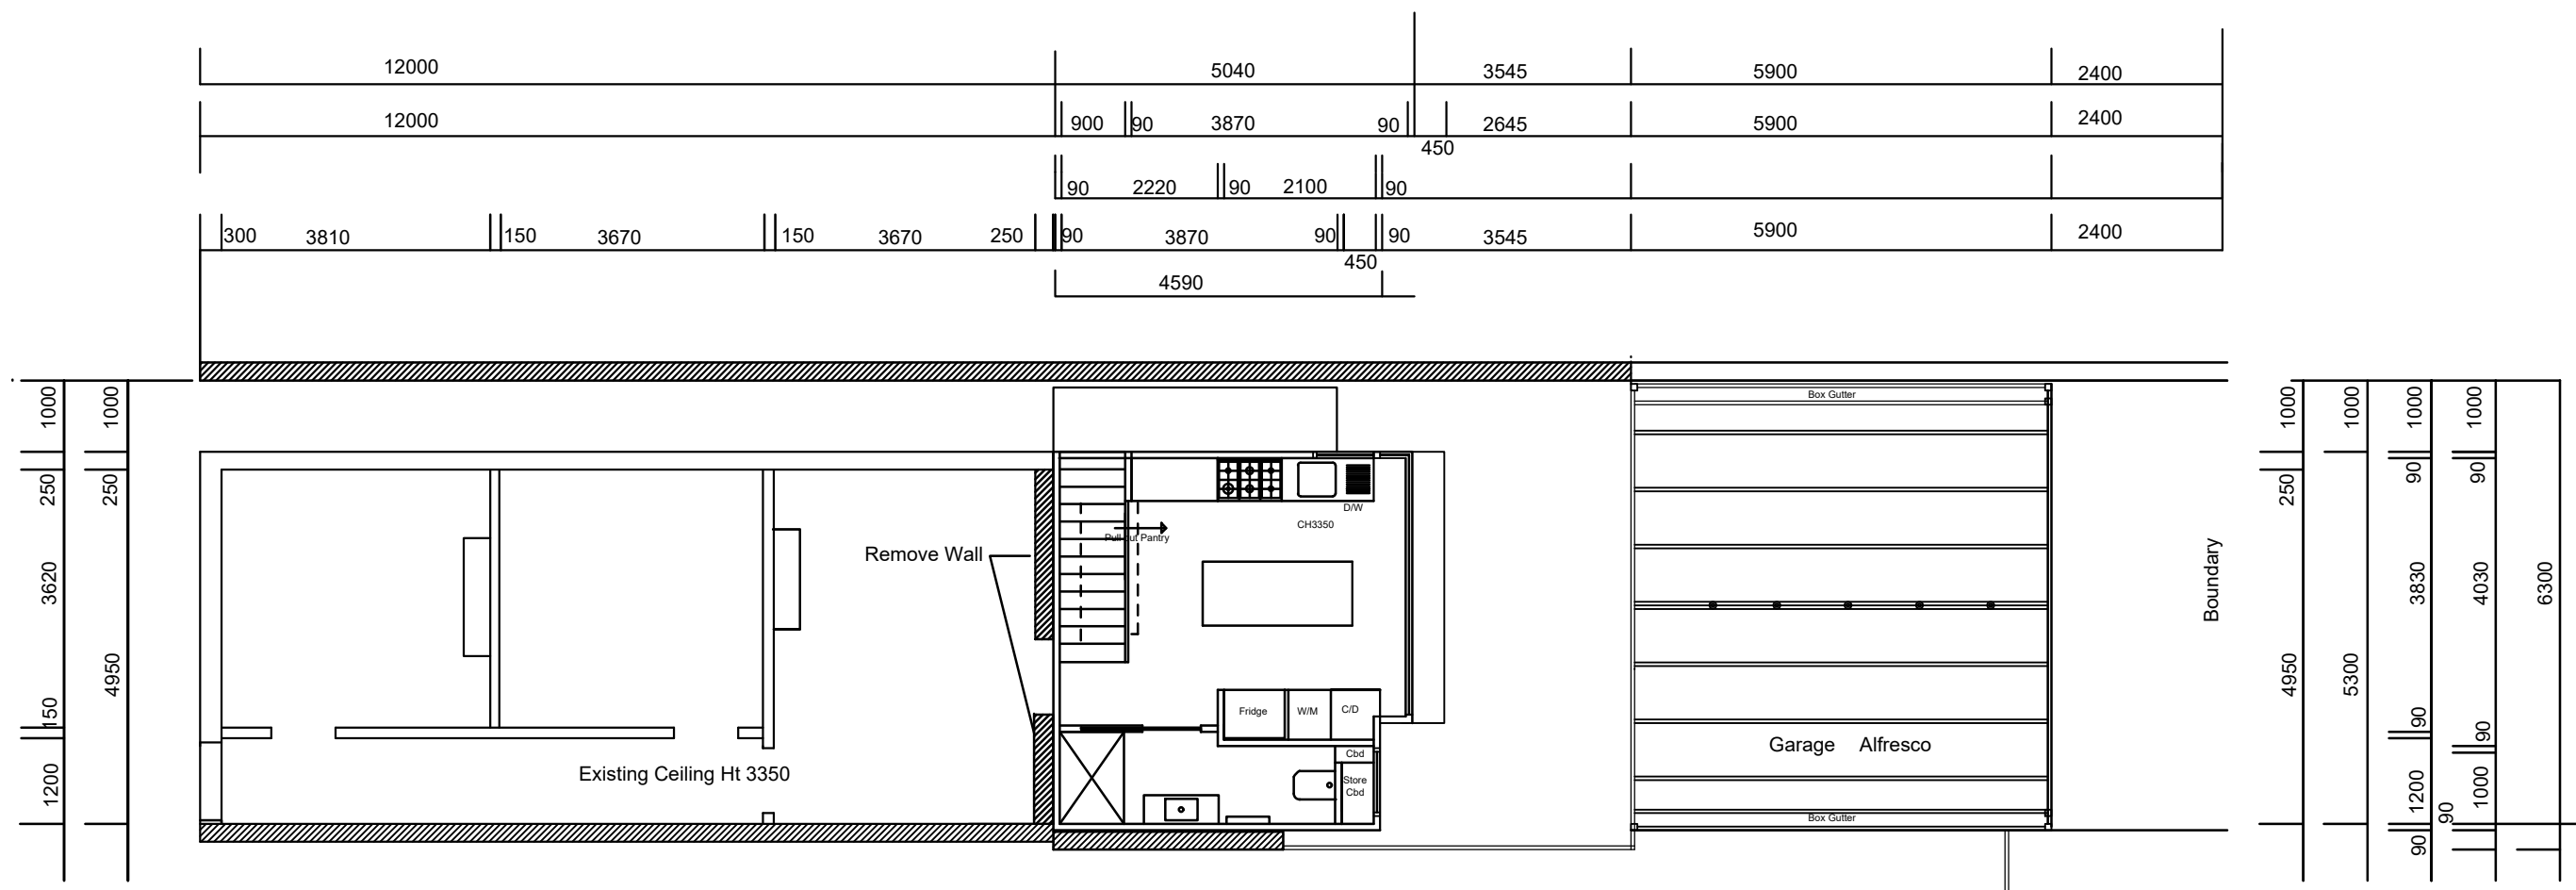 12000 5040 3545 5900 2400
12000 900 90 3870 90 2645 5900 2400
450
90 2220 90 2100 90
300 3810 150 3670 150 3670 250 90 3870 90 90 3545 5900 2400
450
4590
1000
250
3620
150
1200
1000
250
4950
Remove Wall
Existing Ceiling Ht 3350
Pull out Pantry
D/W
CH3350
Fridge
W/M
C/D
Cbd
Store
Cbd
Box Gutter
Garage Alfresco
Box Gutter
Boundary
1000
250
4950
1000
5300
1000
90
3830
90
1200
90
1000
90
4030
90
1000
90
6300